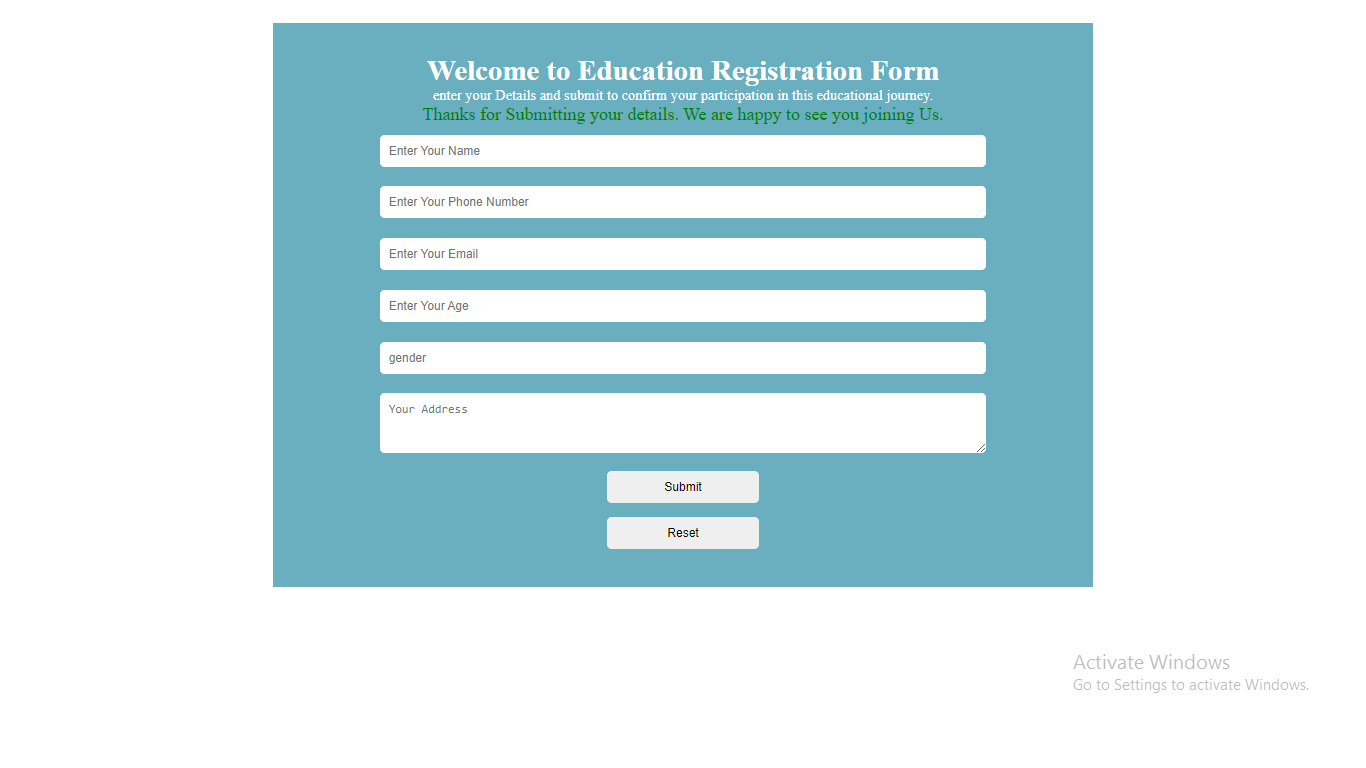 Welcome to Education Registration Form
enter your Details and submit to confirm your participation in this educational journey.
Thanks for Submitting your details. We are happy to see you joining Us.
Enter Your Name
Enter Your Phone Number
Enter Your Email
Enter Your Age
gender
Your Address
Submit
Reset
Activate Windows
Go to Settings to activate Windows.